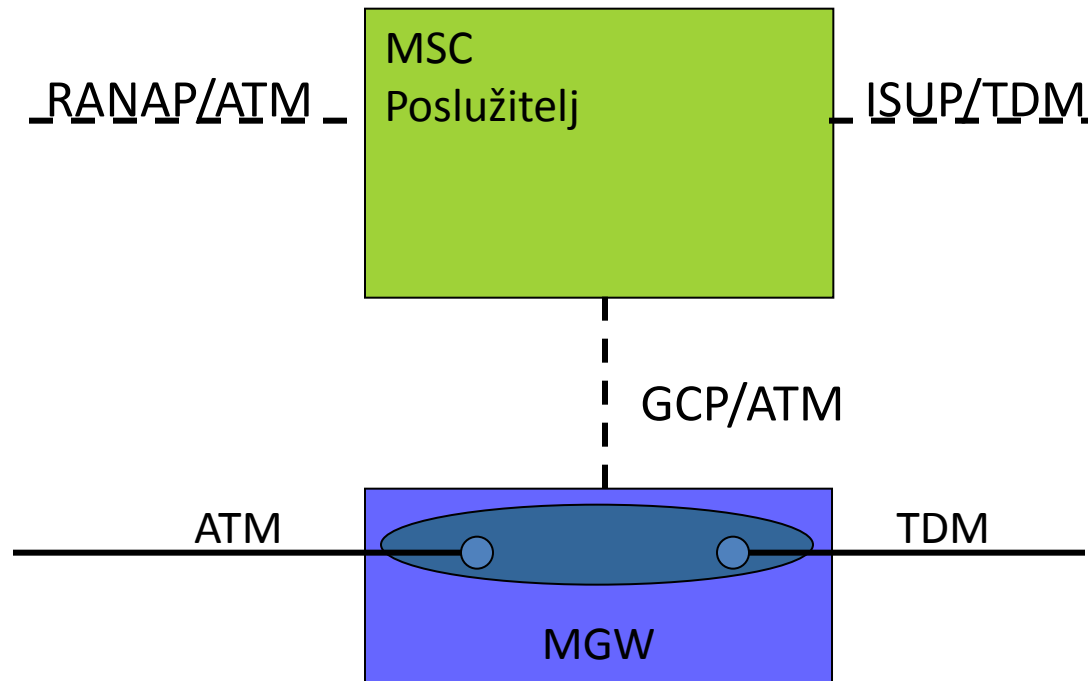 MSC
Poslužitelj
RANAP/ATM
ISUP/TDM
GCP/ATM
ATM
TDM
MGW